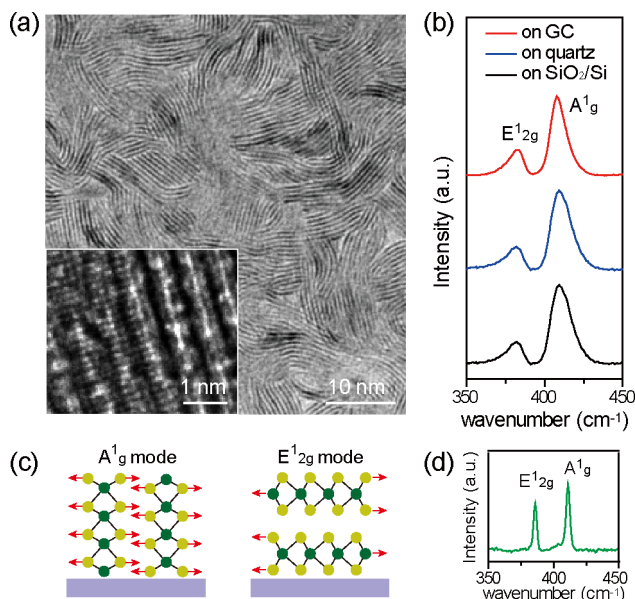 (a)
1 nm
10 nm
(b)
on GC
on quartz
on SiO₂/Si
E¹₂g
A¹g
Intensity (a.u.)
350 400 450
wavenumber (cm⁻¹)
(c)
A¹g mode
E¹₂g mode
(d)
E¹₂g
A¹g
Intensity (a.u.)
350 400 450
wavenumber (cm⁻¹)